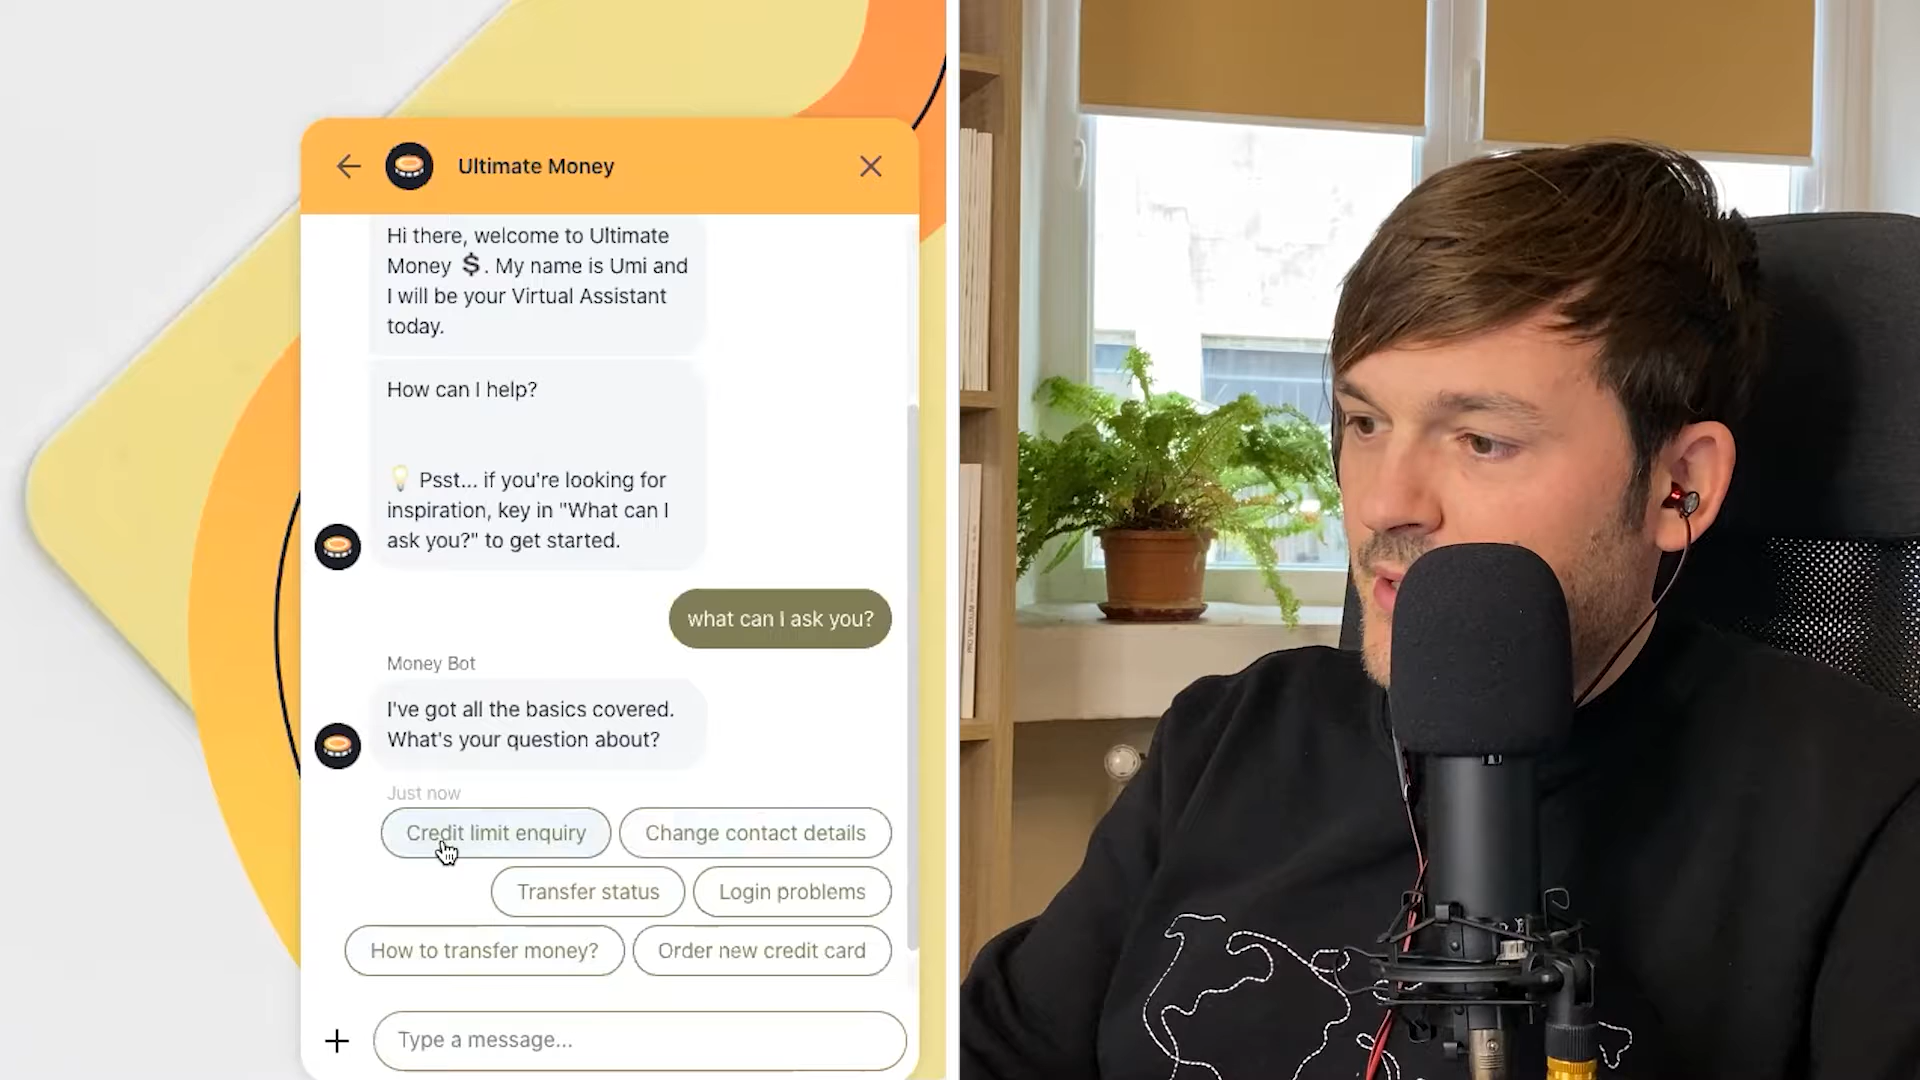 Ultimate Money
Hi there, welcome to Ultimate
Money $. My name is Umi and
I will be your Virtual Assistant
today.
How can I help?
💡 Psst... if you're looking for
inspiration, key in "What can I
ask you?" to get started.
what can I ask you?
Money Bot
I've got all the basics covered.
What's your question about?
Just now
Credit limit enquiry
Change contact details
Transfer status
Login problems
How to transfer money?
Order new credit card
Type a message...